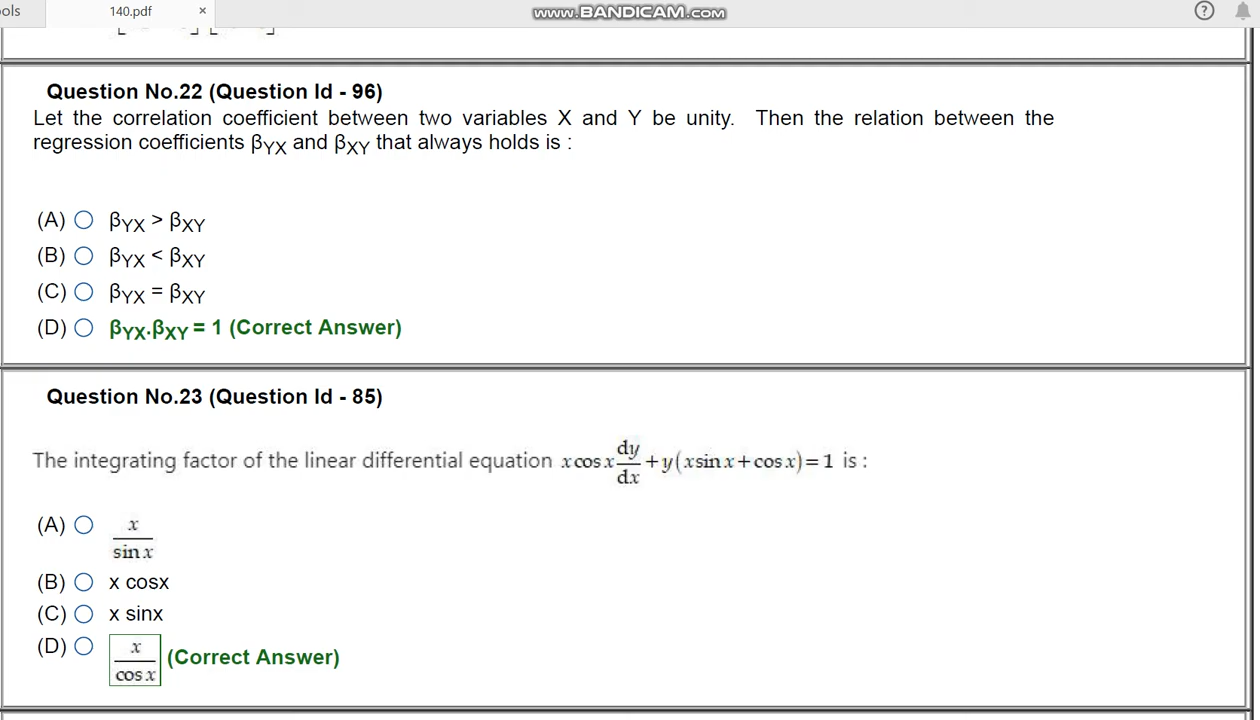 ols
140.pdf ×
www.BANDICAM.com
?
Question No.22 (Question Id - 96)
Let the correlation coefficient between two variables X and Y be unity. Then the relation between the
regression coefficients βYX and βXY that always holds is :
(A) βYX > βXY
(B) βYX < βXY
(C) βYX = βXY
(D) βYX.βXY = 1 (Correct Answer)
Question No.23 (Question Id - 85)
The integrating factor of the linear differential equation x cos x dy/dx + y(x sin x + cos x) = 1 is :
(A) x/sin x
(B) x cosx
(C) x sinx
(D) x/cos x (Correct Answer)